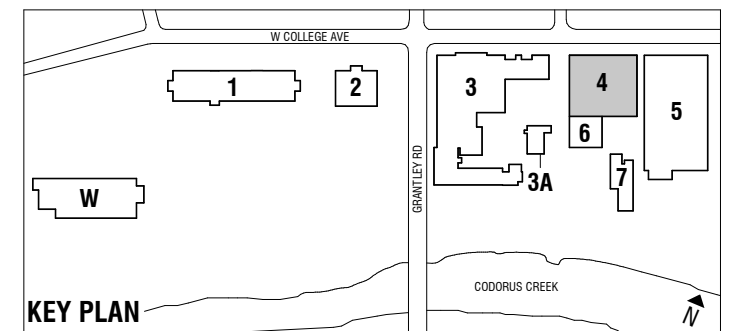 W COLLEGE AVE
1
2
3
4
5
6
3A
7
W
GRANTLEY RD
CODORUS CREEK
KEY PLAN
N